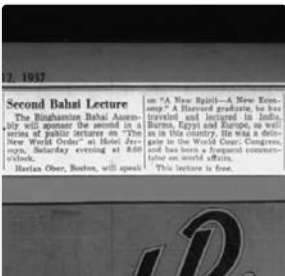 12, 1937
Second Bahai Lecture
The Binghamton Bahai Assem-
bly will sponsor the second in a
series of public lectures on "The
New World Order" at Hotel Jer-
osyn, Saturday evening at 8:00
o'clock.
Harlan Ober, Boston, will speak
on "A New Spirit—A New Econ-
omy." A Harvard graduate, he has
traveled and lectured in India,
Burma, Egypt and Europe, as well
as in this country. He was a dele-
gate to the World Court Congress,
and has been a frequent commen-
tator on world affairs.
This lecture is free.